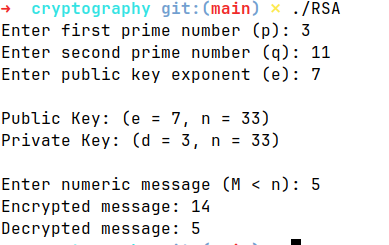 → cryptography git:(main) × ./RSA
Enter first prime number (p): 3
Enter second prime number (q): 11
Enter public key exponent (e): 7
Public Key: (e = 7, n = 33)
Private Key: (d = 3, n = 33)
Enter numeric message (M < n): 5
Encrypted message: 14
Decrypted message: 5